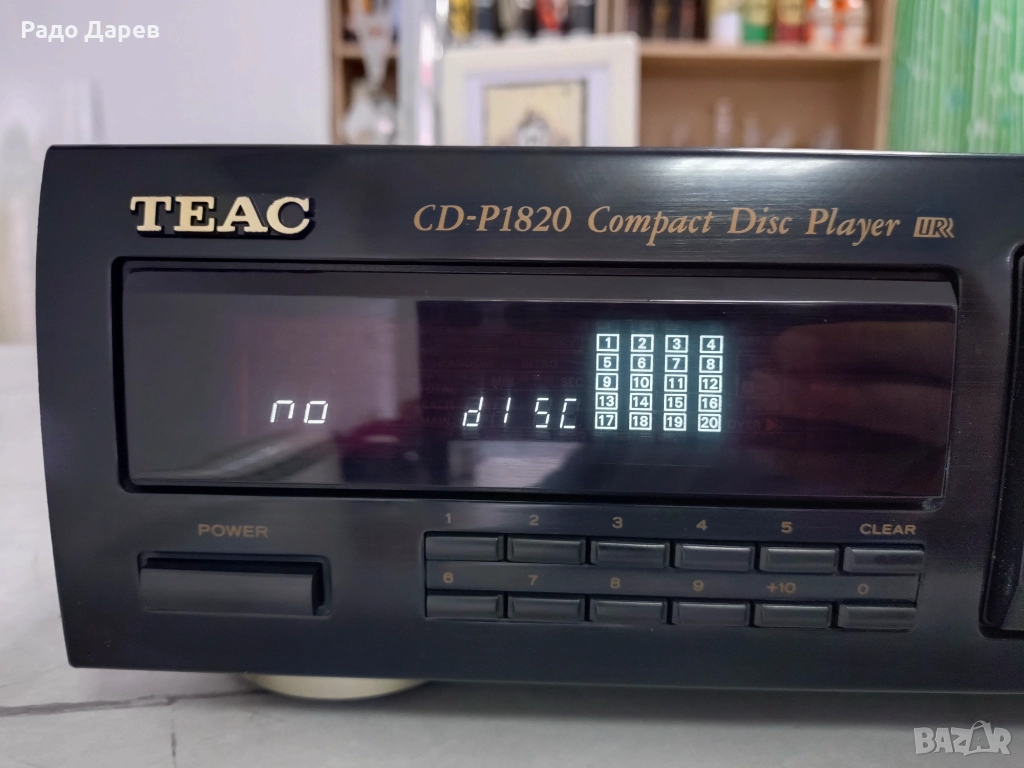 Радо Дарев
TEAC
CD-P1820 Compact Disc Player
no disc
1 2 3 4
5 6 7 8
9 10 11 12
13 14 15 16
17 18 19 20
POWER
1 2 3 4 5 CLEAR
6 7 8 9 +10 0
BAZAR